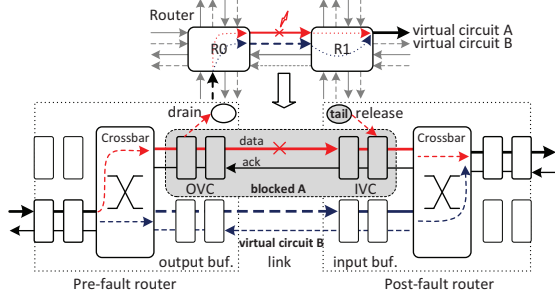 Router
R0
R1
virtual circuit A
virtual circuit B
drain
tail
release
Crossbar
data
ack
Crossbar
OVC
blocked A
IVC
virtual circuit B
output buf.
link
input buf.
Pre-fault router
Post-fault router